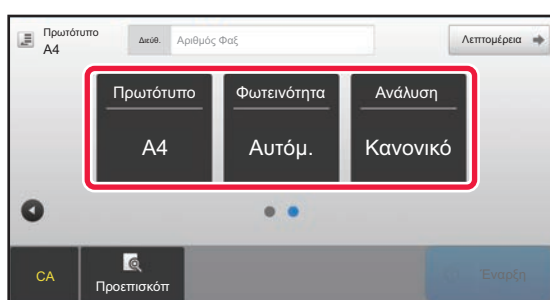 Πρωτότυπο
A4
Διεύθ.
Αριθμός Φαξ
Λεπτομέρεια
Πρωτότυπο
Φωτεινότητα
Ανάλυση
A4
Αυτόμ.
Κανονικό
CA
Προεπισκόπ
Έναρξη